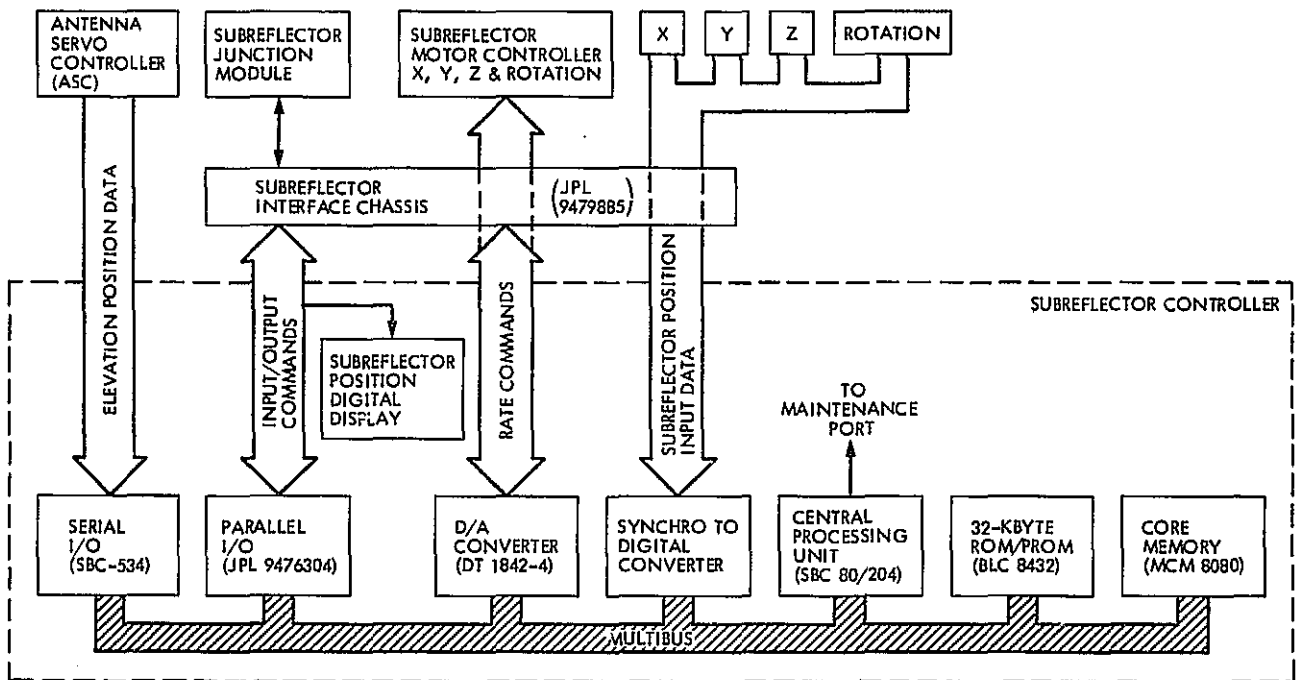 ANTENNA
SERVO
CONTROLLER
(ASC)
SUBREFLECTOR
JUNCTION
MODULE
SUBREFLECTOR
MOTOR CONTROLLER
X, Y, Z & ROTATION
X
Y
Z
ROTATION
SUBREFLECTOR
INTERFACE CHASSIS
(JPL
9479885)
ELEVATION POSITION DATA
INPUT/OUTPUT
COMMANDS
RATE COMMANDS
SUBREFLECTOR POSITION
INPUT DATA
SUBREFLECTOR CONTROLLER
SUBREFLECTOR
POSITION
DIGITAL
DISPLAY
TO
MAINTENANCE
PORT
SERIAL
I/O
(SBC-534)
PARALLEL
I/O
(JPL 9476304)
D/A
CONVERTER
(DT 1842-4)
SYNCHRO TO
DIGITAL
CONVERTER
CENTRAL
PROCESSING
UNIT
(SBC 80/204)
32-KBYTE
ROM/PROM
(BLC 8432)
CORE
MEMORY
(MCM 8080)
MULTIBUS